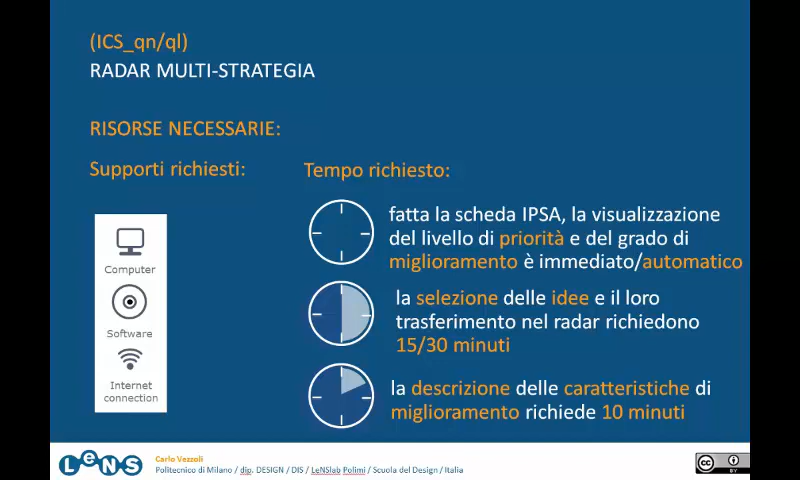 (ICS_qn/ql)
RADAR MULTI-STRATEGIA
RISORSE NECESSARIE:
Supporti richiesti:
Tempo richiesto:
Computer
Software
Internet
connection
fatta la scheda IPSA, la visualizzazione
del livello di priorità e del grado di
miglioramento è immediato/automatico
la selezione delle idee e il loro
trasferimento nel radar richiedono
15/30 minuti
la descrizione delle caratteristiche di
miglioramento richiede 10 minuti
LeNS
Carlo Vezzoli
Politecnico di Milano / dip. DESIGN / DIS / LeNSlab Polimi / Scuola del Design / Italia
cc
BY